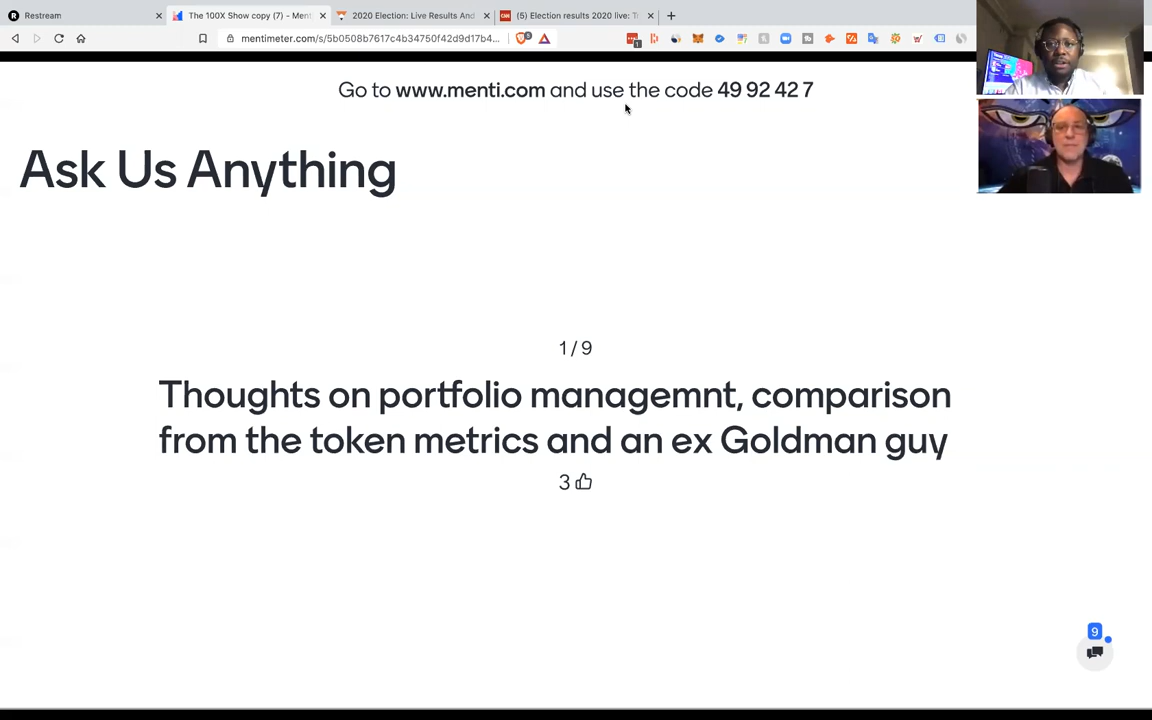 Restream
The 100X Show copy (7) - Ment
2020 Election: Live Results And
(5) Election results 2020 live: Tr
mentimeter.com/s/5b0508b7617c4b34750f42d9d17b4...
Go to www.menti.com and use the code 49 92 42 7
Ask Us Anything
1 / 9
Thoughts on portfolio managemnt, comparison
from the token metrics and an ex Goldman guy
3
9